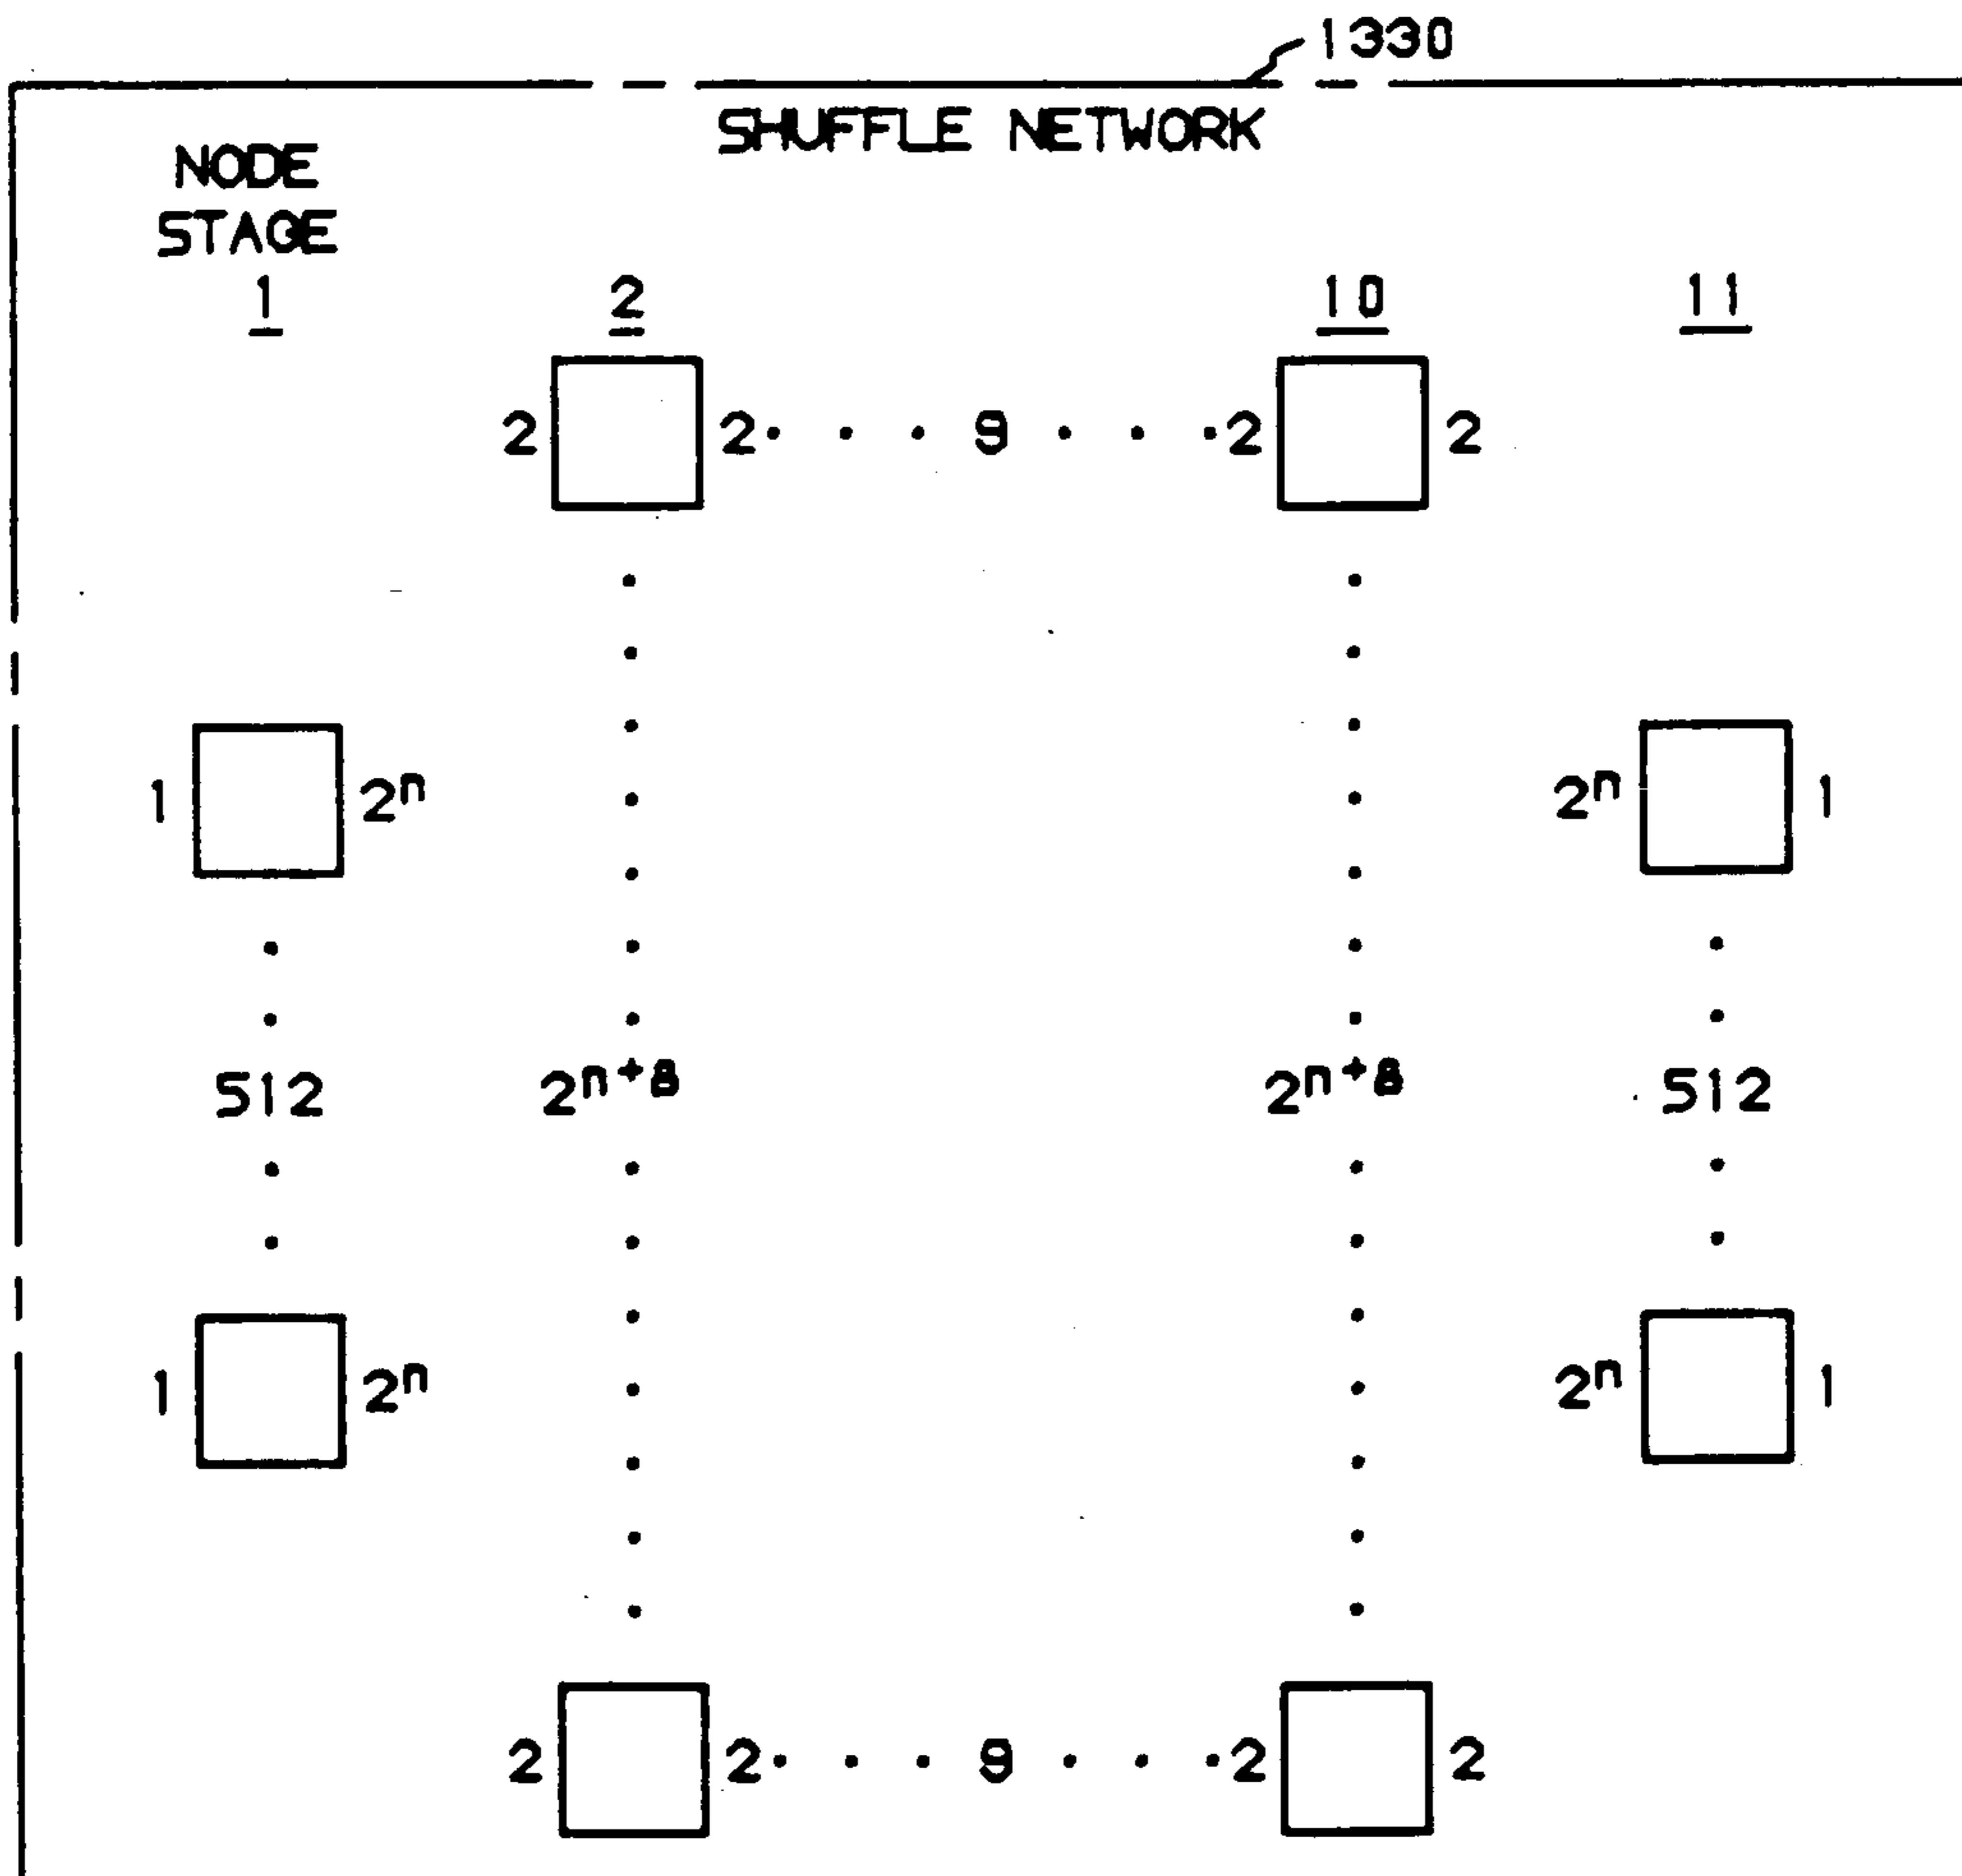 1330
SHUFFLE NETWORK
NODE
STAGE
1 2 10 11
2 2 . . . 9 . . . 2 2
1 2ⁿ 2ⁿ 1
512 2ⁿ⁺⁸ 2ⁿ⁺⁸ 512
1 2ⁿ 2ⁿ 1
2 2 . . . 9 . . . 2 2